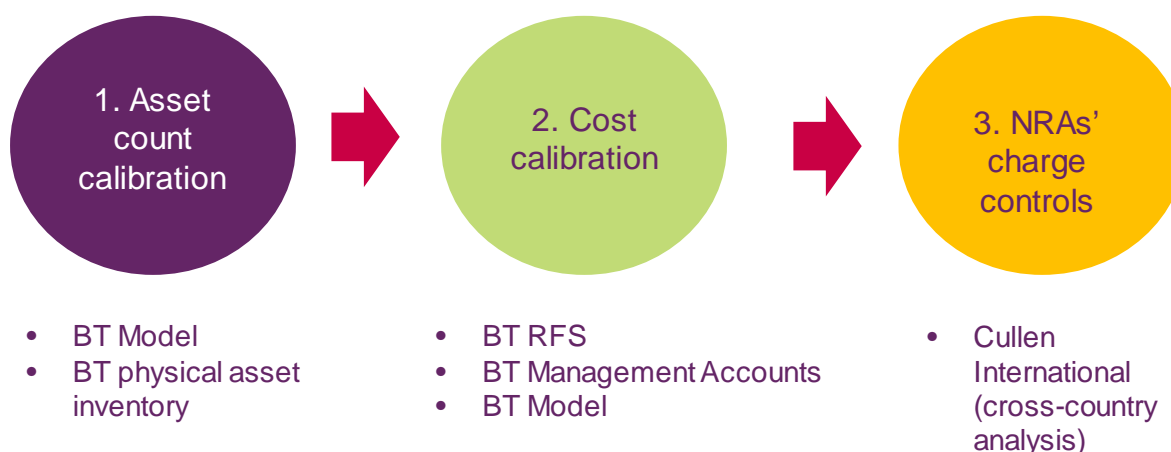 1. Asset
count
calibration
2. Cost
calibration
3. NRAs'
charge
controls
• BT Model
• BT physical asset
inventory
• BT RFS
• BT Management Accounts
• BT Model
• Cullen
International
(cross-country
analysis)